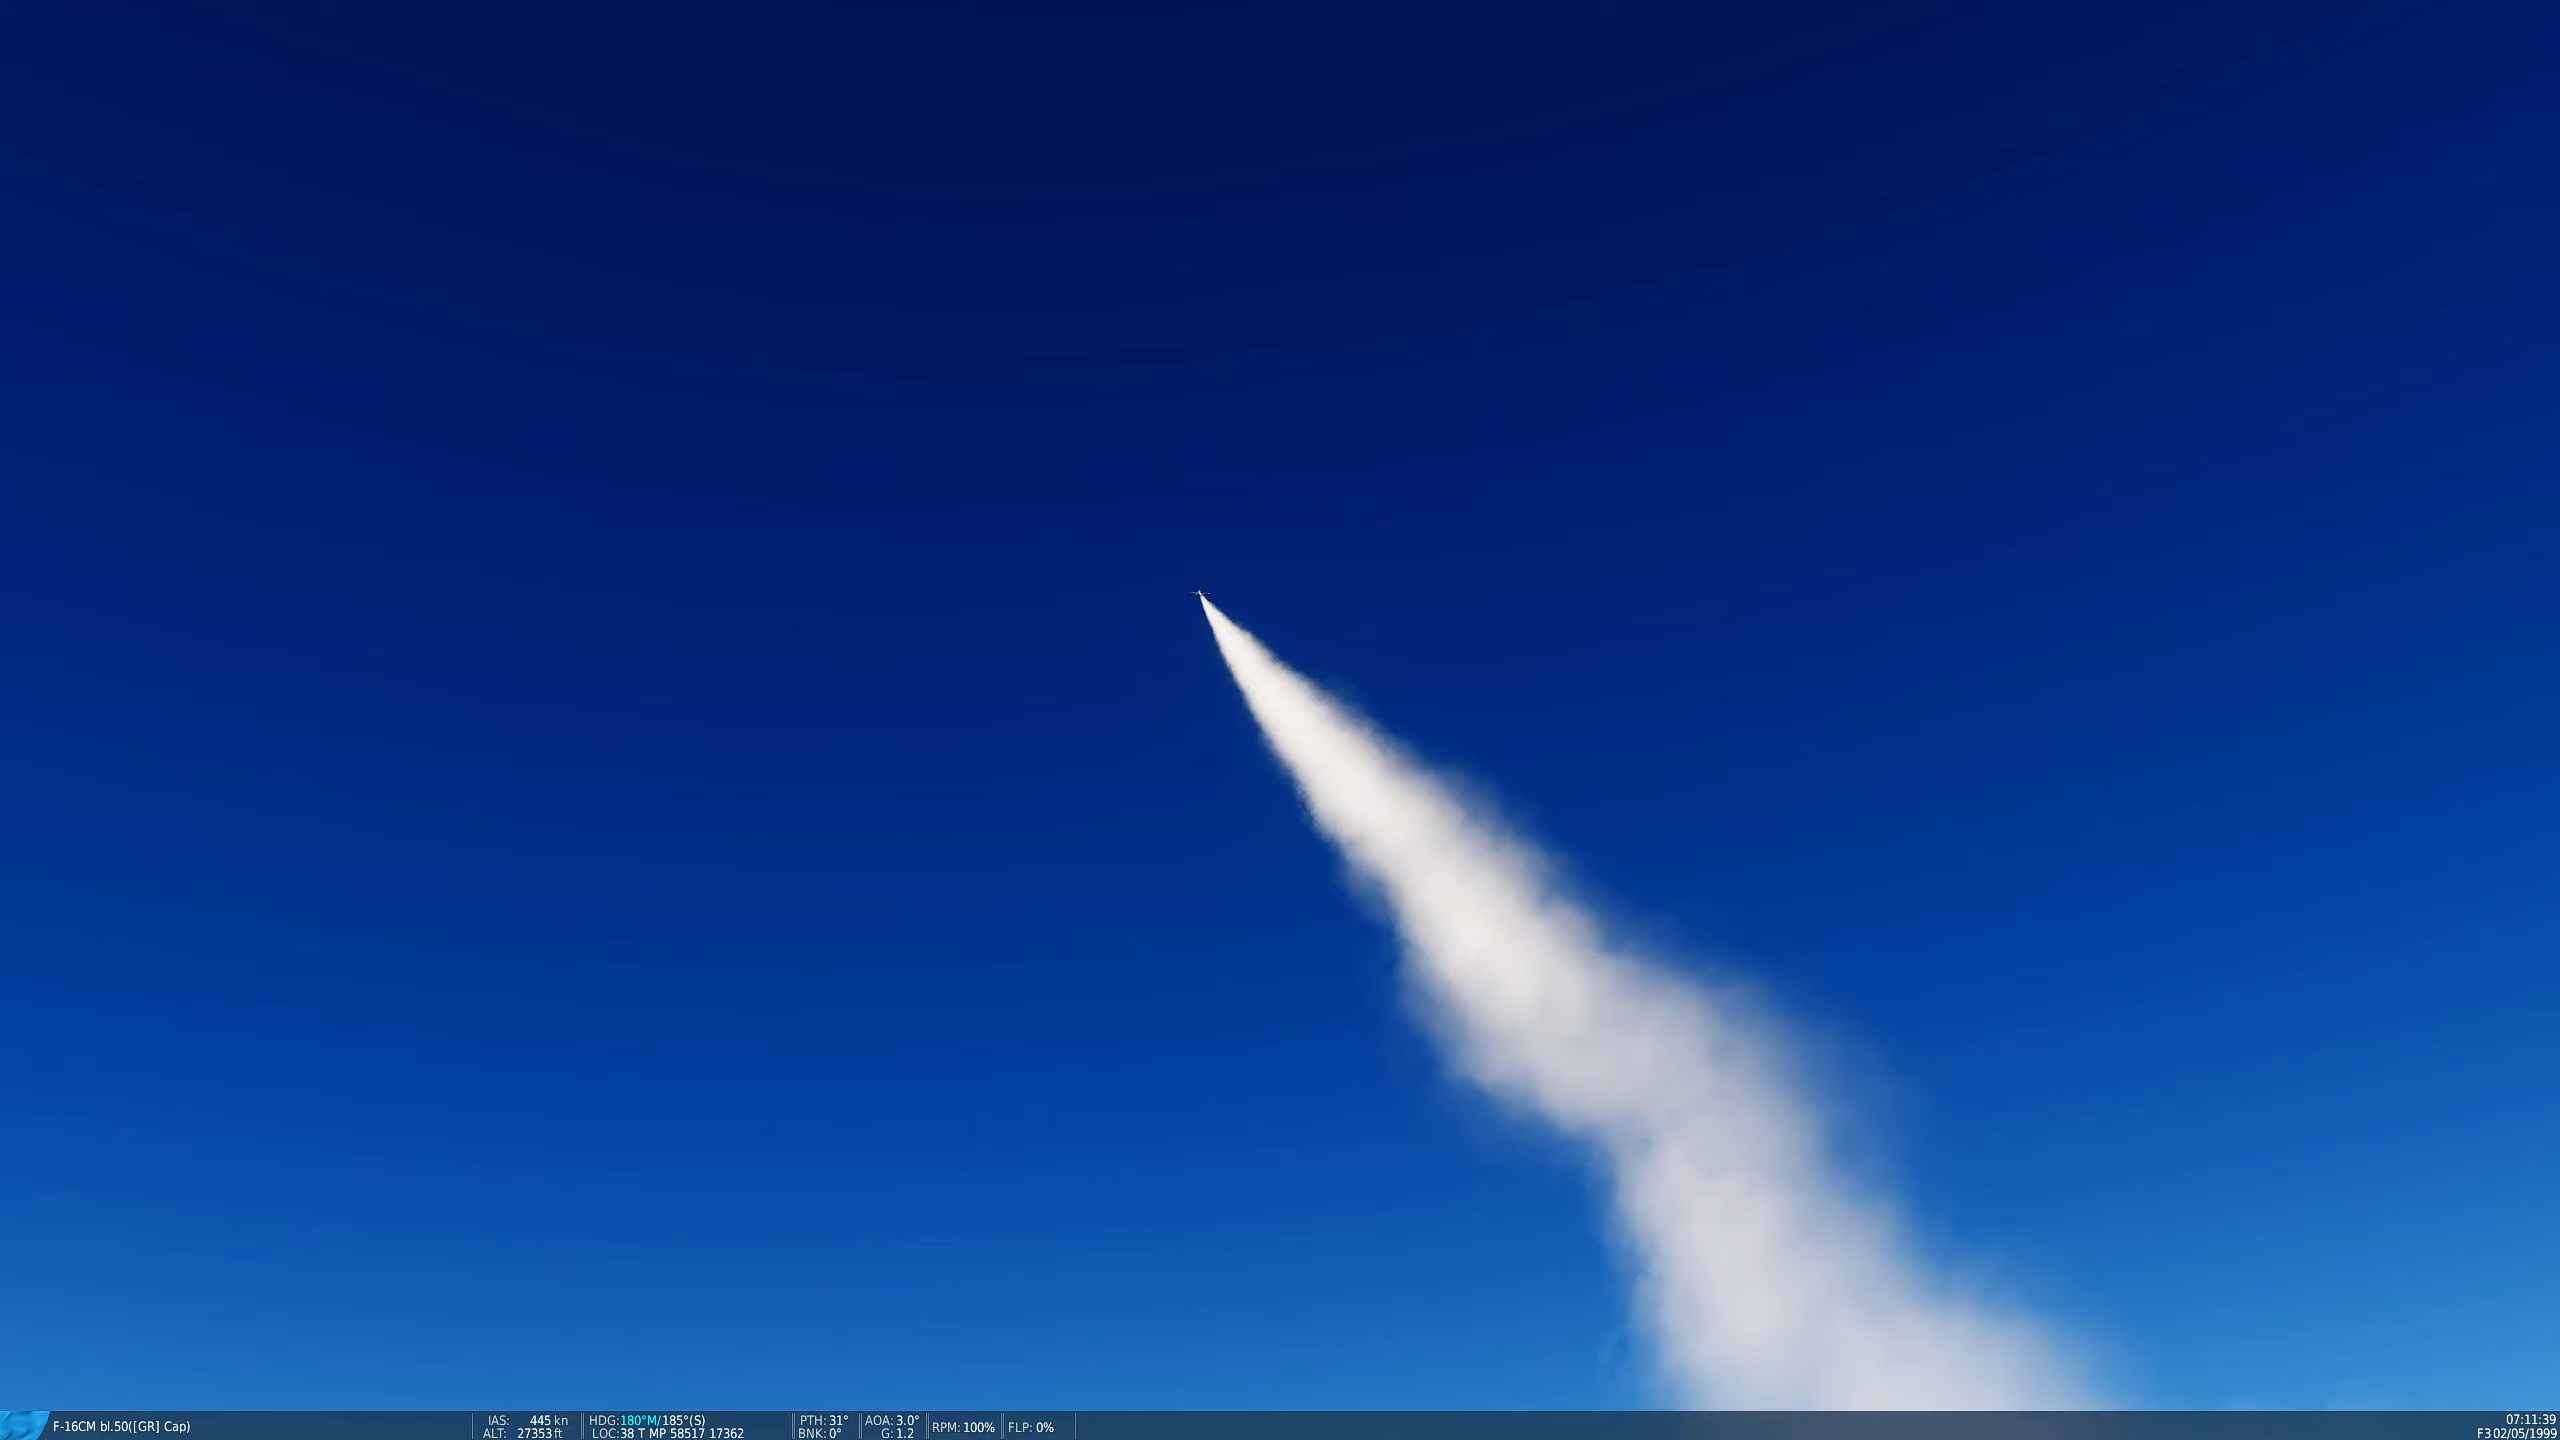 F-16CM bl.50([GR] Cap)
IAS: 445 kn
ALT: 27353 ft
HDG:180°M/185°(S)
LOC:38 T MP 58517 17362
PTH: 31°
BNK: 0°
AOA: 3.0°
G: 1.2
RPM: 100%
FLP: 0%
07:11:39
F3 02/05/1999